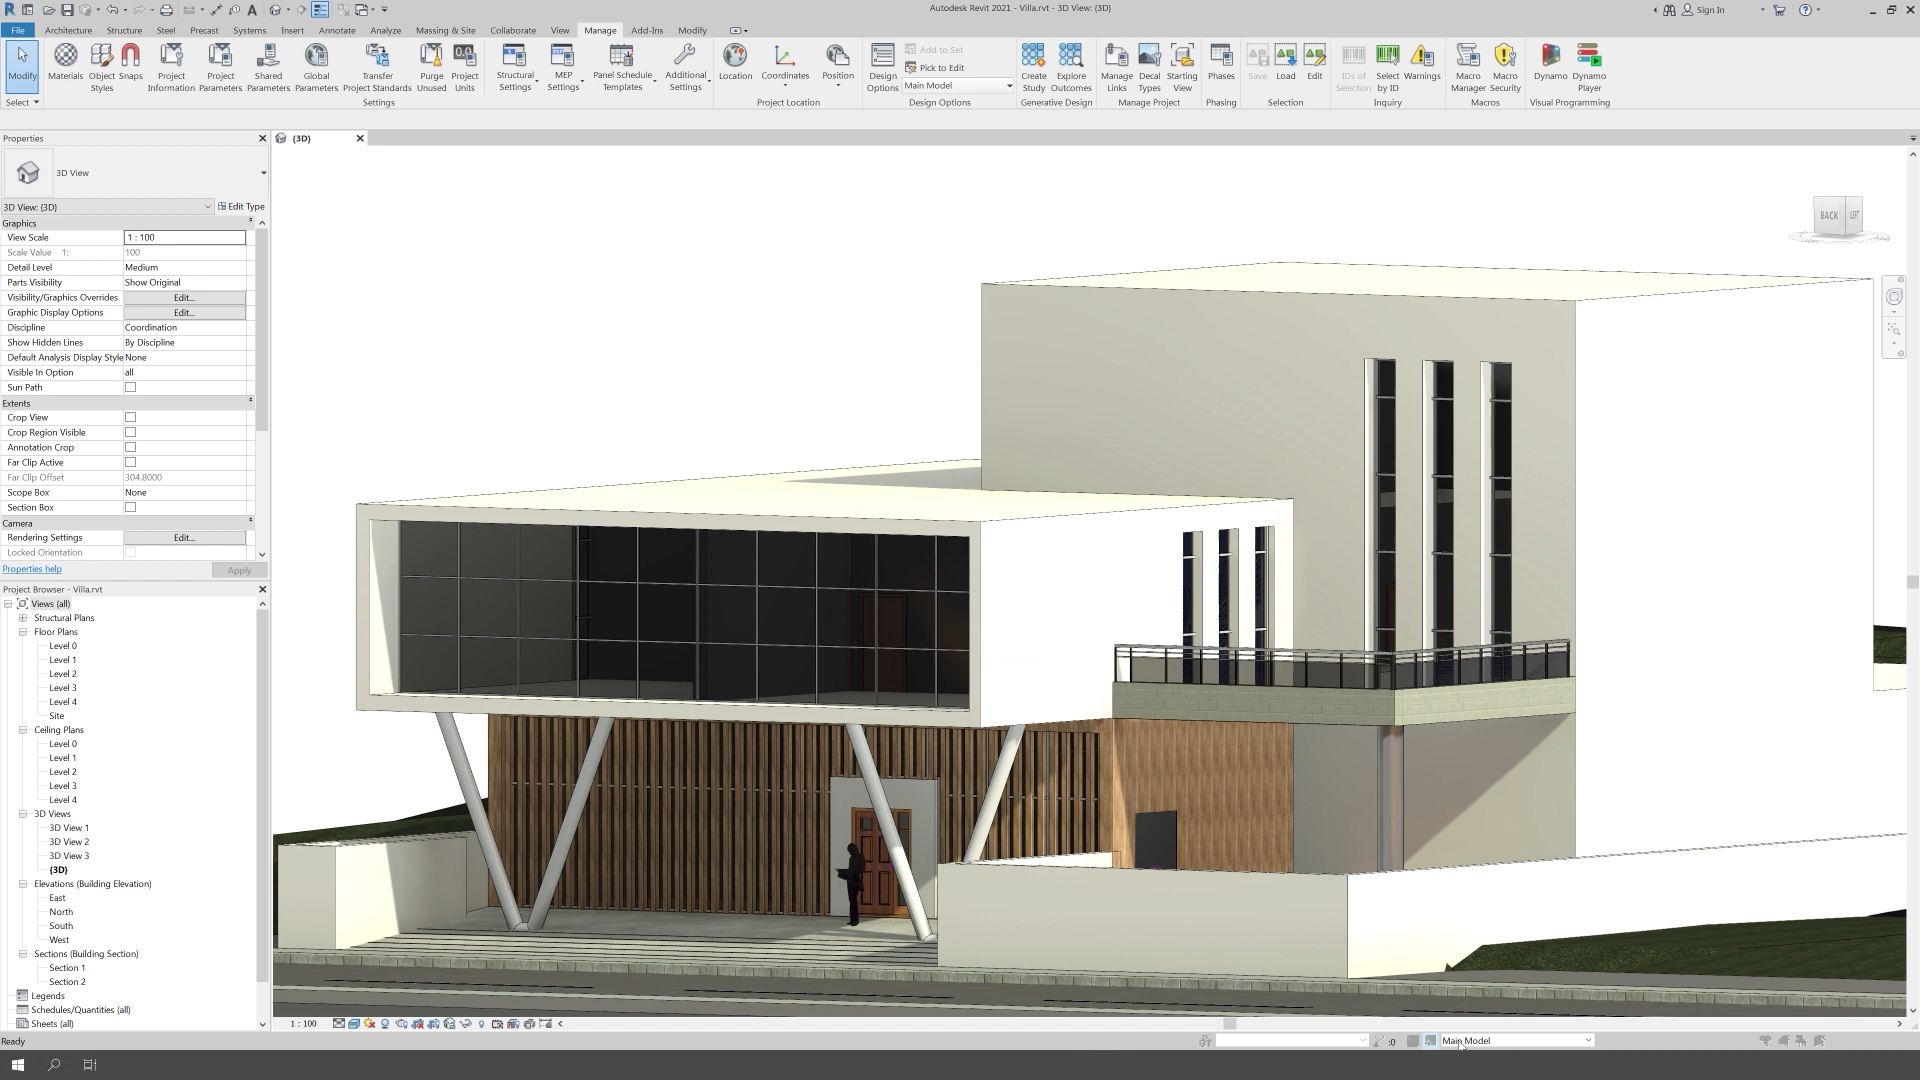 Autodesk Revit 2021 - Villa.rvt - 3D View: {3D}
Sign In
File Architecture Structure Steel Precast Systems Insert Annotate Analyze Massing & Site Collaborate View Manage Add-Ins Modify
Modify
Select
Materials
Object Styles
Snaps
Project Information
Project Parameters
Shared Parameters
Global Parameters
Transfer Project Standards
Purge Unused
Project Units
Settings
Structural Settings
MEP Settings
Panel Schedule Templates
Additional Settings
Location
Coordinates
Position
Project Location
Design Options
Add to Set
Pick to Edit
Main Model
Design Options
Create Study
Explore Outcomes
Generative Design
Manage Links
Decal Types
Starting View
Manage Project
Phases
Phasing
Save
Load
Edit
Selection
IDs of Selection
Select by ID
Warnings
Inquiry
Macro Manager
Macro Security
Macros
Dynamo
Dynamo Player
Visual Programming
Properties
3D View
3D View: {3D}
Edit Type
Graphics
View Scale 1 : 100
Scale Value 1: 100
Detail Level Medium
Parts Visibility Show Original
Visibility/Graphics Overrides Edit...
Graphic Display Options Edit...
Discipline Coordination
Show Hidden Lines By Discipline
Default Analysis Display Style None
Visible In Option all
Sun Path
Extents
Crop View
Crop Region Visible
Annotation Crop
Far Clip Active
Far Clip Offset 304.8000
Scope Box None
Section Box
Camera
Rendering Settings Edit...
Locked Orientation
Properties help
Apply
Project Browser - Villa.rvt
Views (all)
Structural Plans
Floor Plans
Level 0
Level 1
Level 2
Level 3
Level 4
Site
Ceiling Plans
Level 0
Level 1
Level 2
Level 3
Level 4
3D Views
3D View 1
3D View 2
3D View 3
{3D}
Elevations (Building Elevation)
East
North
South
West
Sections (Building Section)
Section 1
Section 2
Legends
Schedules/Quantities (all)
Sheets (all)
{3D}
BACK
LEFT
1 : 100
Ready
:0
Main Model